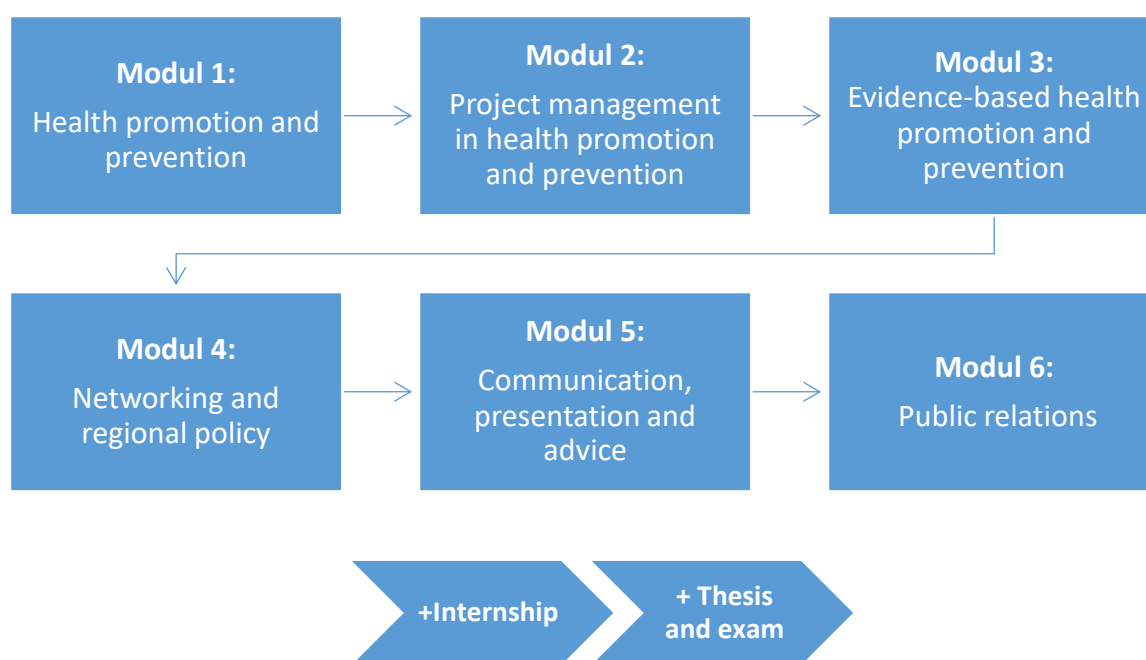 Modul 1:
Health promotion and
prevention
Modul 2:
Project management
in health promotion
and prevention
Modul 3:
Evidence-based health
promotion and
prevention
Modul 4:
Networking and
regional policy
Modul 5:
Communication,
presentation and
advice
Modul 6:
Public relations
+Internship
+ Thesis
and exam